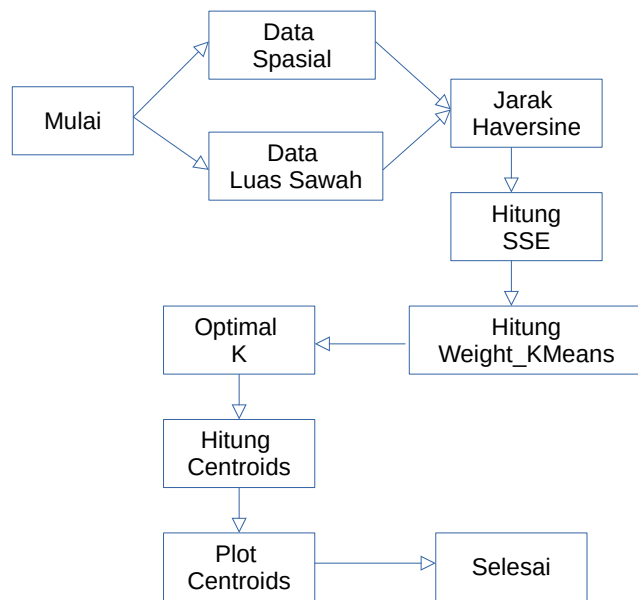 Mulai
Data
Spasial
Data
Luas Sawah
Jarak
Haversine
Hitung
SSE
Hitung
Weight_KMeans
Optimal
K
Hitung
Centroids
Plot
Centroids
Selesai